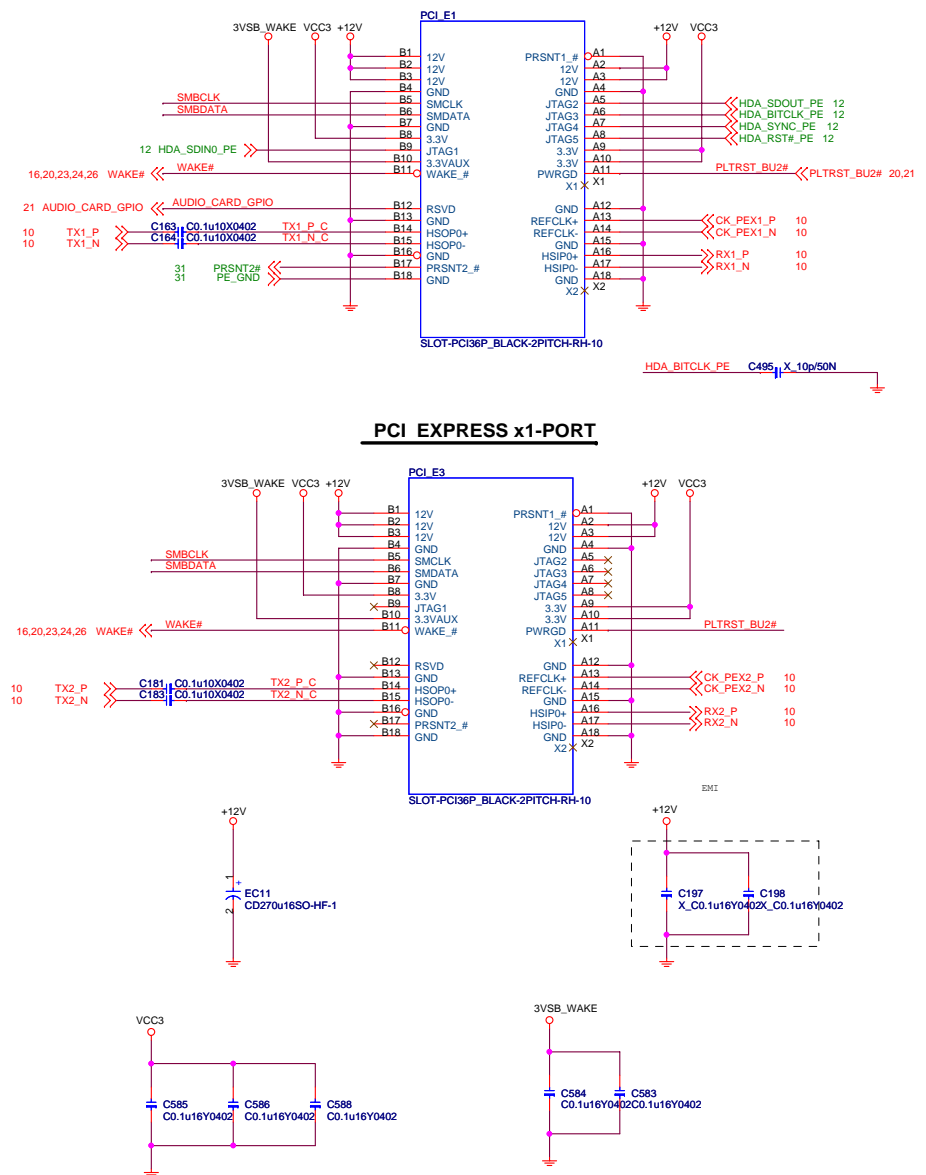 PCI_E1
3VSB_WAKE VCC3 +12V
+12V VCC3
B1 12V PRSNT1_# A1
B2 12V 12V A2
B3 12V 12V A3
B4 GND GND A4
SMBCLK B5 SMCLK JTAG2 A5 HDA_SDOUT_PE 12
SMBDATA B6 SMDATA JTAG3 A6 HDA_BITCLK_PE 12
B7 GND JTAG4 A7 HDA_SYNC_PE 12
B8 3.3V JTAG5 A8 HDA_RST#_PE 12
12 HDA_SDIN0_PE B9 JTAG1 3.3V A9
B10 3.3VAUX 3.3V A10
16,20,23,24,26 WAKE# WAKE# B11 WAKE_# PWRGD A11 PLTRST_BU2# PLTRST_BU2# 20,21
X1 X1
21 AUDIO_CARD_GPIO AUDIO_CARD_GPIO B12 RSVD GND A12
B13 GND REFCLK+ A13 CK_PEX1_P 10
10 TX1_P C163 C0.1u10X0402 TX1_P_C B14 HSOP0+ REFCLK- A14 CK_PEX1_N 10
10 TX1_N C164 C0.1u10X0402 TX1_N_C B15 HSOP0- GND A15
B16 GND HSIP0+ A16 RX1_P 10
31 PRSNT2# B17 PRSNT2_# HSIP0- A17 RX1_N 10
31 PE_GND B18 GND GND A18
X2 X2
SLOT-PCI36P_BLACK-2PITCH-RH-10
HDA_BITCLK_PE C495 X_10p/50N
PCI EXPRESS x1-PORT
PCI_E3
3VSB_WAKE VCC3 +12V
+12V VCC3
B1 12V PRSNT1_# A1
B2 12V 12V A2
B3 12V 12V A3
B4 GND GND A4
SMBCLK B5 SMCLK JTAG2 A5
SMBDATA B6 SMDATA JTAG3 A6
B7 GND JTAG4 A7
B8 3.3V JTAG5 A8
B9 JTAG1 3.3V A9
B10 3.3VAUX 3.3V A10
16,20,23,24,26 WAKE# WAKE# B11 WAKE_# PWRGD A11 PLTRST_BU2#
X1 X1
B12 RSVD GND A12
B13 GND REFCLK+ A13 CK_PEX2_P 10
10 TX2_P C181 C0.1u10X0402 TX2_P_C B14 HSOP0+ REFCLK- A14 CK_PEX2_N 10
10 TX2_N C183 C0.1u10X0402 TX2_N_C B15 HSOP0- GND A15
B16 GND HSIP0+ A16 RX2_P 10
B17 PRSNT2_# HSIP0- A17 RX2_N 10
B18 GND GND A18
X2 X2
SLOT-PCI36P_BLACK-2PITCH-RH-10
EMI
+12V
1
+
EC11
CD270u16SO-HF-1
2
+12V
C197 C198
X_C0.1u16Y0402 X_C0.1u16Y0402
VCC3
C585 C586 C588
C0.1u16Y0402 C0.1u16Y0402 C0.1u16Y0402
3VSB_WAKE
C584 C583
C0.1u16Y0402 C0.1u16Y0402